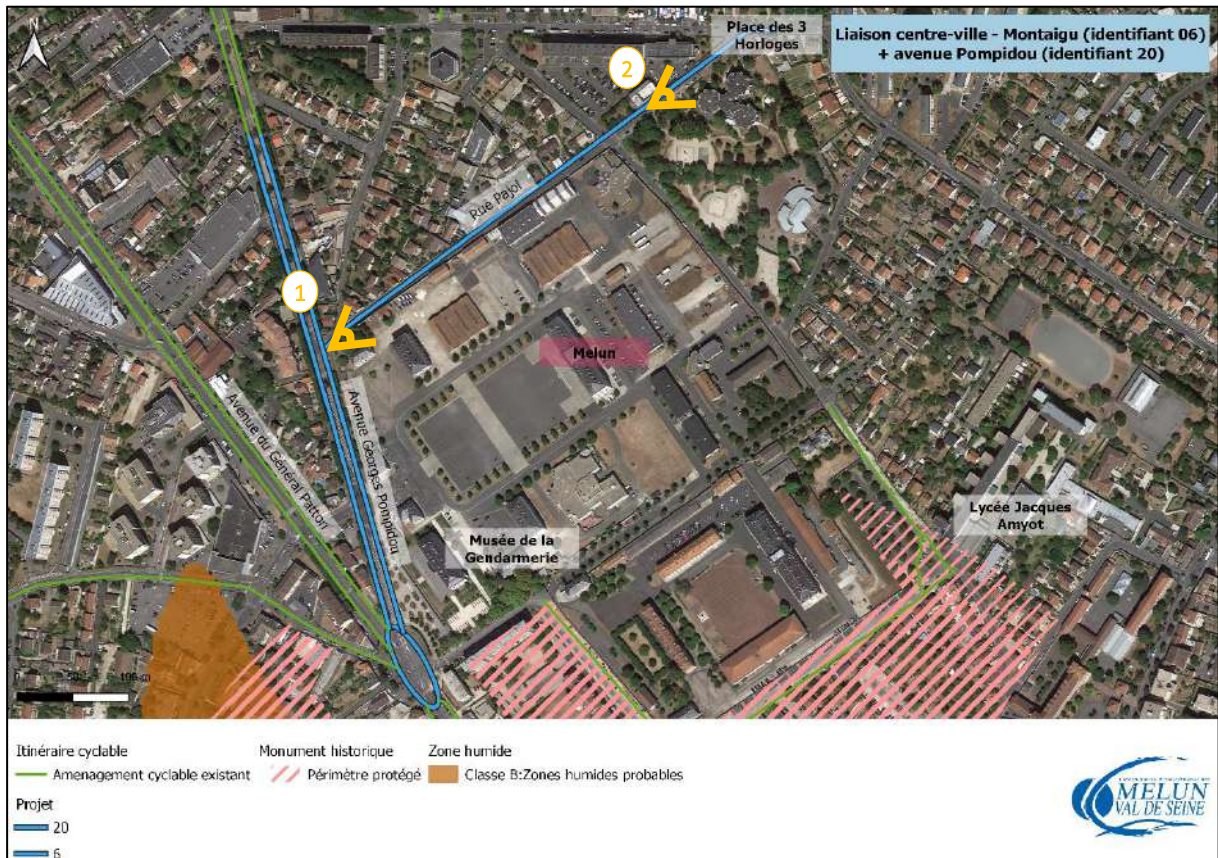 N
Place des 3
Horloges
Liaison centre-ville - Montaigu (identifiant 06)
+ avenue Pompidou (identifiant 20)
2
Rue Pajol
1
Melun
Avenue du Général Patton
Avenue Georges Pompidou
Musée de la
Gendarmerie
Lycée Jacques
Amyot
Itinéraire cyclable
Amenagement cyclable existant
Monument historique
Périmètre protégé
Zone humide
Classe B:Zones humides probables
Projet
20
6
MELUN
VAL DE SEINE